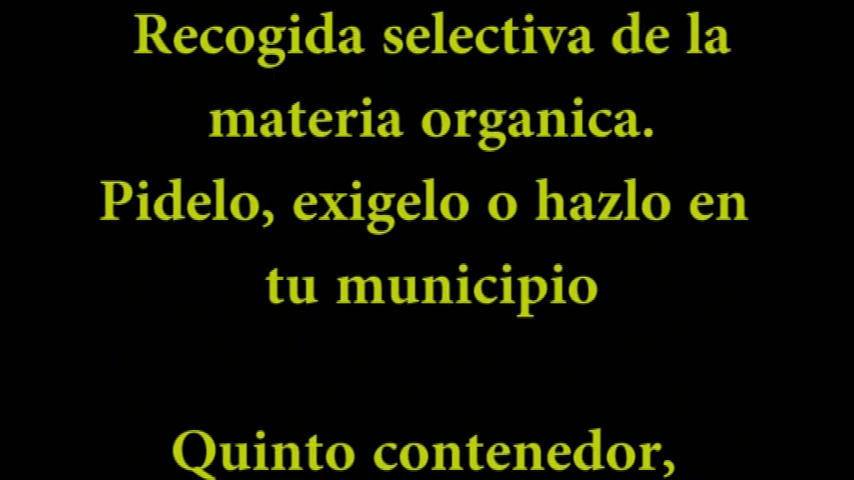 Recogida selectiva de la
materia organica.
Pidelo, exigelo o hazlo en
tu municipio
Quinto contenedor,